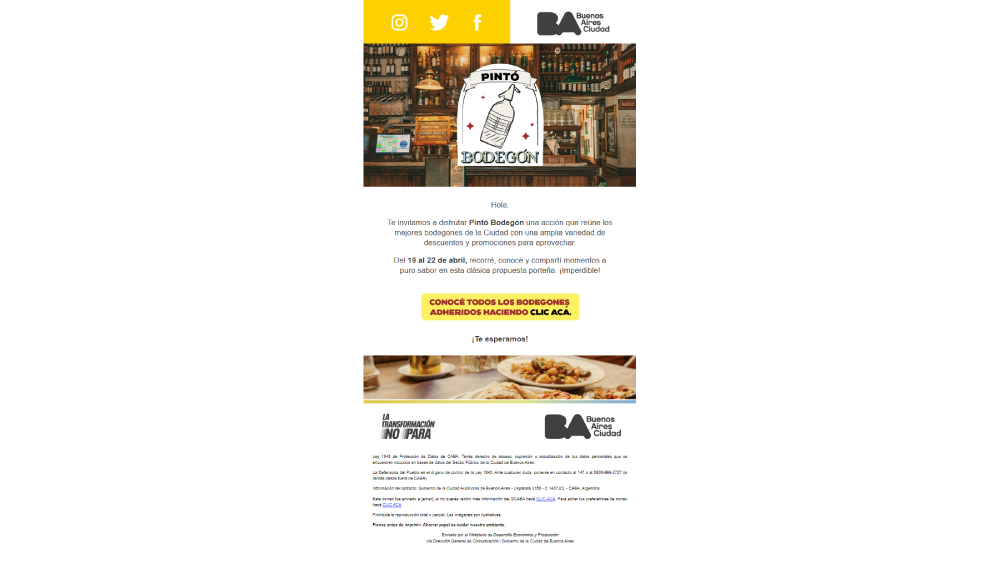 BA Buenos
Aires
Ciudad
PINTÓ
BODEGÓN
Hola,
Te invitamos a disfrutar Pintó Bodegón una acción que reúne los
mejores bodegones de la Ciudad con una amplia variedad de
descuentos y promociones para aprovechar.
Del 19 al 22 de abril, recorré, conocé y compartí momentos a
puro sabor en esta clásica propuesta porteña. ¡Imperdible!
CONOCÉ TODOS LOS BODEGONES
ADHERIDOS HACIENDO CLIC ACÁ.
¡Te esperamos!
LA
TRANSFORMACIÓN
NO PARA
BA Buenos
Aires
Ciudad
Ley 1845 de Protección de Datos de CABA. Tenés derecho de acceso, supresión o actualización de tus datos personales que se
encuentren incluidos en bases de datos del Sector Público de la Ciudad de Buenos Aires.
La Defensoría del Pueblo es el órgano de control de la Ley 1845. Ante cualquier duda, ponerse en contacto al 147 o al 0800-999-2727 (si
desde fuera de CABA).
Información de contacto: Gobierno de la Ciudad Autónoma de Buenos Aires - Uspallata 3160 - C 1437JCL - CABA, Argentina
Este correo fue enviado a [email], si no querés recibir más información del GCABA hacé CLIC ACÁ. Para editar tus preferencias de correo
hacé CLIC ACÁ.
Prohibida la reproducción total o parcial. Las imágenes son ilustrativas.
Piense antes de imprimir. Ahorrar papel es cuidar nuestro ambiente.
Enviado por el Ministerio de Desarrollo Económico y Producción
vía Dirección General de Comunicación | Gobierno de la Ciudad de Buenos Aires